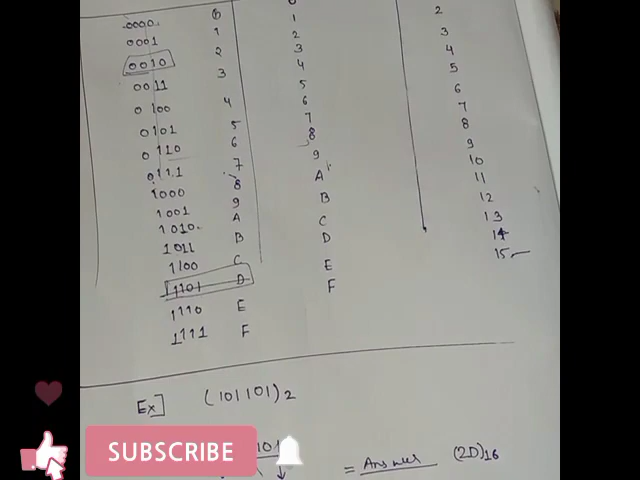 0000 0 0
0001 1 1 2
0010 2 2 3
0011 3 3 4
0100 4 4 5
0101 5 5 6
0110 6 6 7
0111 7 7 8
1000 8 8 9
1001 9 9 10
1010 A A 11
1011 B B 12
1100 C C 13
1101 D D 14
1110 E E 15
1111 F F
Ex] (101101)2
= Answer (2D)16
SUBSCRIBE